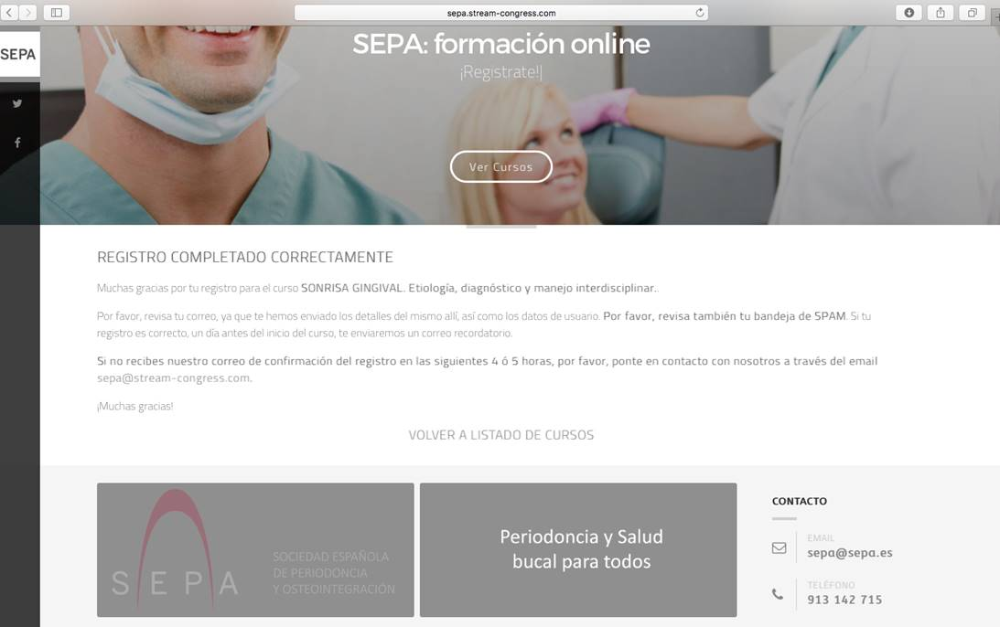 sepa.stream-congress.com
SEPA
SEPA: formación online
¡Registrate!|
Ver Cursos
REGISTRO COMPLETADO CORRECTAMENTE
Muchas gracias por tu registro para el curso SONRISA GINGIVAL. Etiología, diagnóstico y manejo interdisciplinar..
Por favor, revisa tu correo, ya que te hemos enviado los detalles del mismo allí, así como los datos de usuario. Por favor, revisa también tu bandeja de SPAM. Si tu
registro es correcto, un día antes del inicio del curso, te enviaremos un correo recordatorio.
Si no recibes nuestro correo de confirmación del registro en las siguientes 4 ó 5 horas, por favor, ponte en contacto con nosotros a través del email
sepa@stream-congress.com.
¡Muchas gracias!
VOLVER A LISTADO DE CURSOS
SEPA
SOCIEDAD ESPAÑOLA
DE PERIODONCIA
Y OSTEOINTEGRACIÓN
Periodoncia y Salud
bucal para todos
CONTACTO
EMAIL
sepa@sepa.es
TELÉFONO
913 142 715